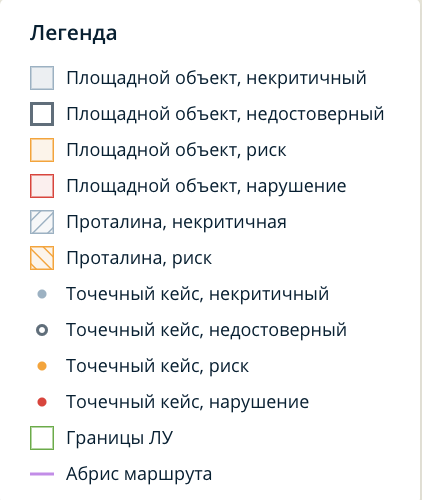 Легенда
Площадной объект, некритичный
Площадной объект, недостоверный
Площадной объект, риск
Площадной объект, нарушение
Проталина, некритичная
Проталина, риск
Точечный кейс, некритичный
Точечный кейс, недостоверный
Точечный кейс, риск
Точечный кейс, нарушение
Границы ЛУ
Абрис маршрута